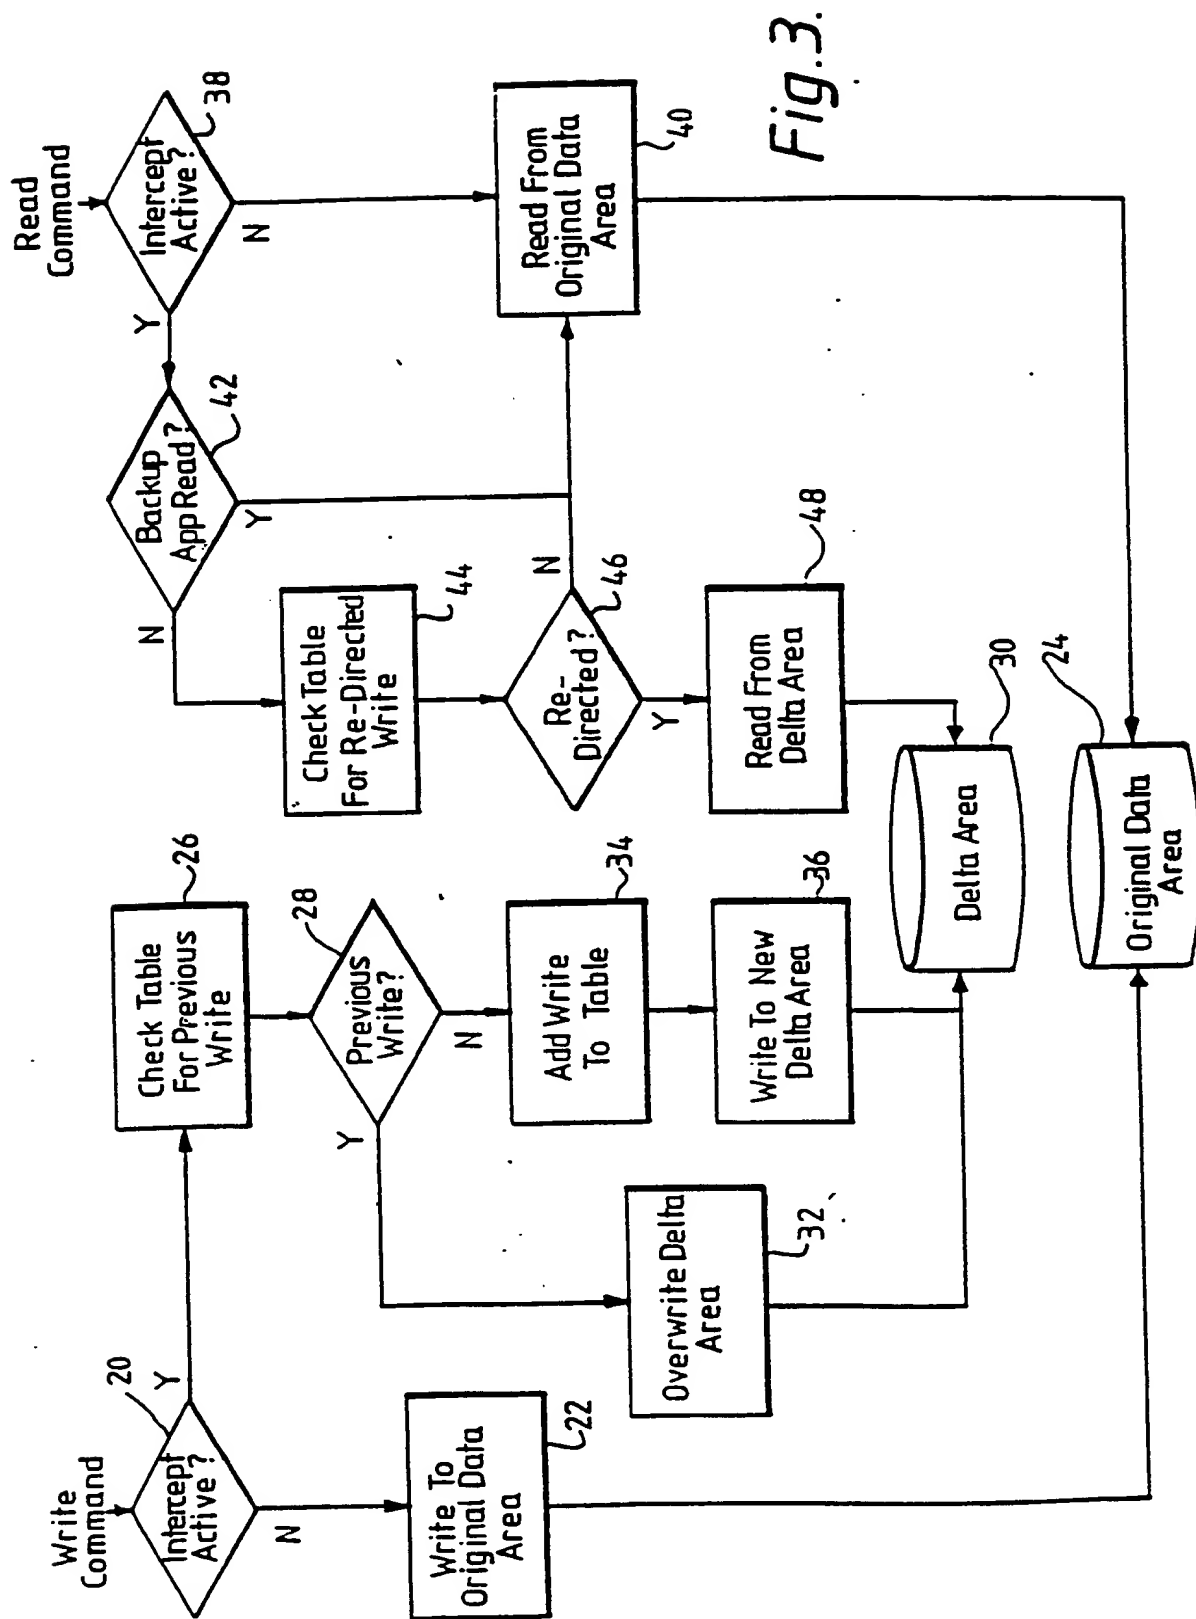 Write
Command
Intercept
Active?
20
Y
N
Write To
Original Data
Area
22
Check Table
For Previous
Write
26
Previous
Write?
28
Y
N
Overwrite Delta
Area
32
Add Write
To Table
34
Write To New
Delta Area
36
Read
Command
Intercept
Active?
38
Y
N
Backup
App Read?
42
N
Y
Check Table
For Re-Directed
Write
44
Re-
Directed?
46
N
Y
Read From
Original Data
Area
40
Read From
Delta Area
48
Delta Area
30
Original Data
Area
24
Fig.3.